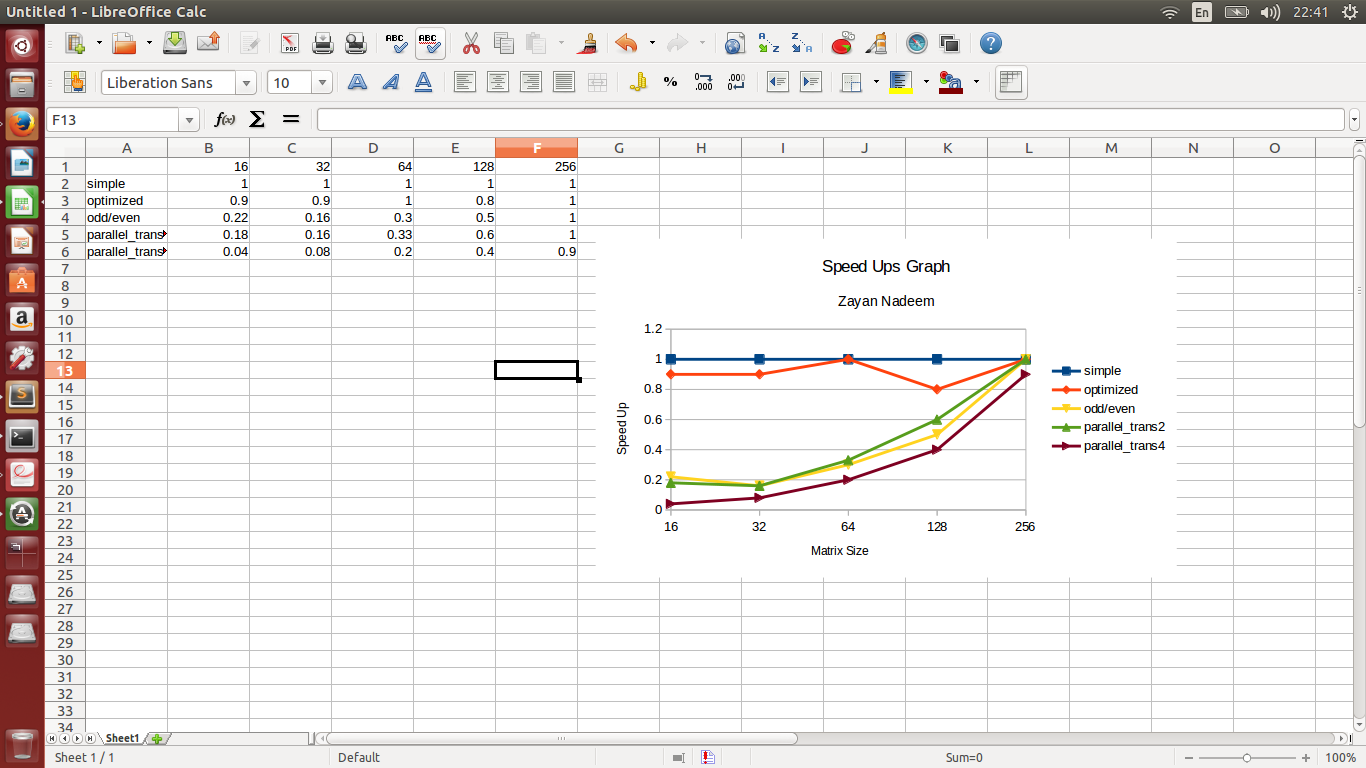 Untitled 1 - LibreOffice Calc
En
22:41
Liberation Sans
10
F13
A B C D E F G H I J K L M N O
1 16 32 64 128 256
2 simple 1 1 1 1 1
3 optimized 0.9 0.9 1 0.8 1
4 odd/even 0.22 0.16 0.3 0.5 1
5 parallel_trans 0.18 0.16 0.33 0.6 1
6 parallel_trans 0.04 0.08 0.2 0.4 0.9
7
8
9
10
11
12
13
14
15
16
17
18
19
20
21
22
23
24
25
26
27
28
29
30
31
32
33
34
Speed Ups Graph
Zayan Nadeem
1.2
1
0.8
0.6
0.4
0.2
0
Speed Up
16 32 64 128 256
Matrix Size
simple
optimized
odd/even
parallel_trans2
parallel_trans4
Sheet1
Sheet 1 / 1
Default
Sum=0
100%